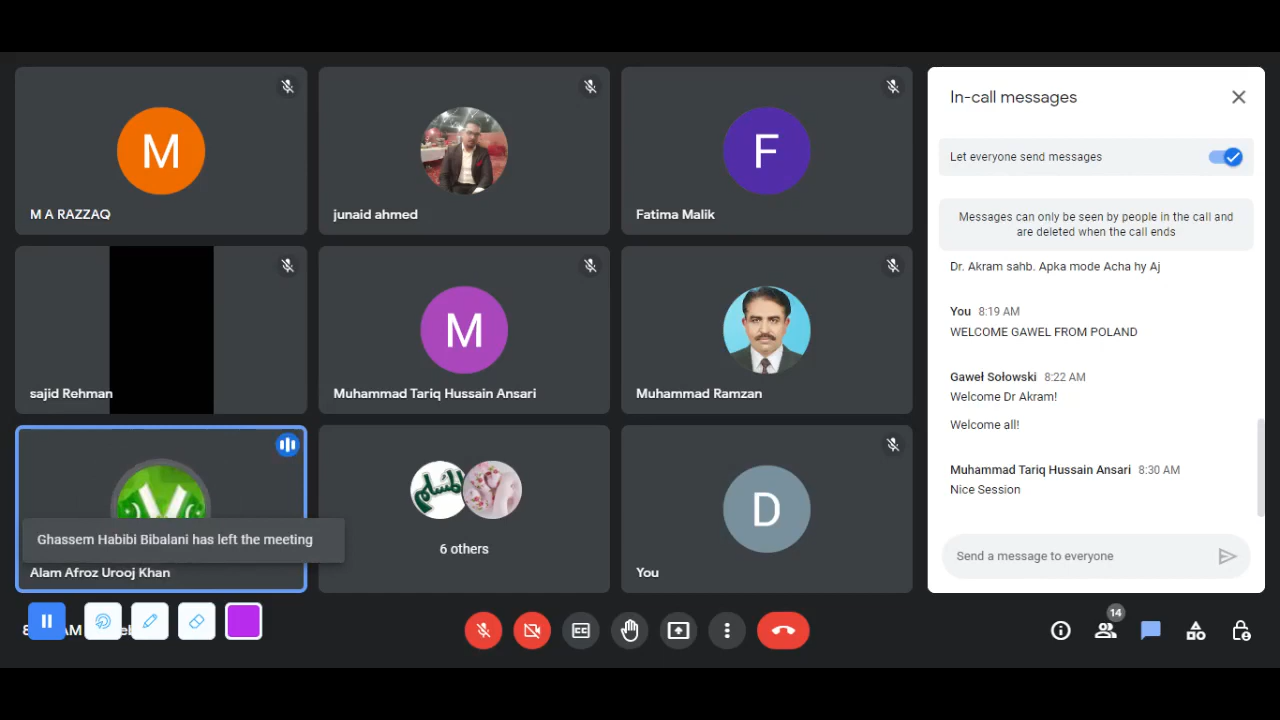 M
M A RAZZAQ
junaid ahmed
F
Fatima Malik
sajid Rehman
M
Muhammad Tariq Hussain Ansari
Muhammad Ramzan
Ghassem Habibi Bibalani has left the meeting
Alam Afroz Urooj Khan
المسلم
6 others
D
You
In-call messages
Let everyone send messages
Messages can only be seen by people in the call and
are deleted when the call ends
Dr. Akram sahb. Apka mode Acha hy Aj
You 8:19 AM
WELCOME GAWEL FROM POLAND
Gaweł Sołowski 8:22 AM
Welcome Dr Akram!
Welcome all!
Muhammad Tariq Hussain Ansari 8:30 AM
Nice Session
Send a message to everyone
14